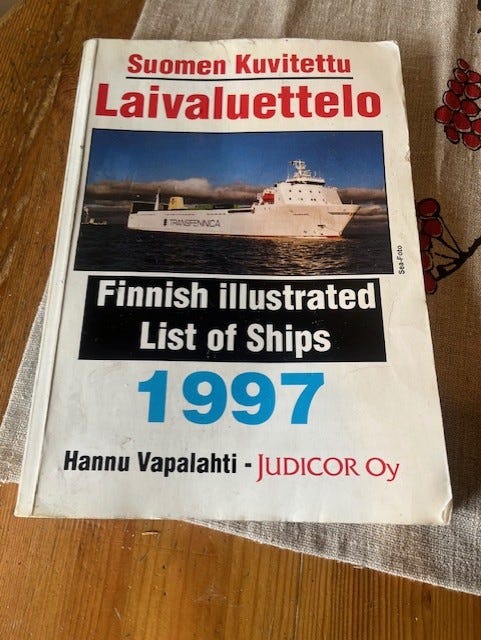 Suomen Kuvitettu
Laivaluettelo
TRANSFENNICA
Sea-Foto
Finnish illustrated
List of Ships
1997
Hannu Vapalahti - JUDICOR Oy